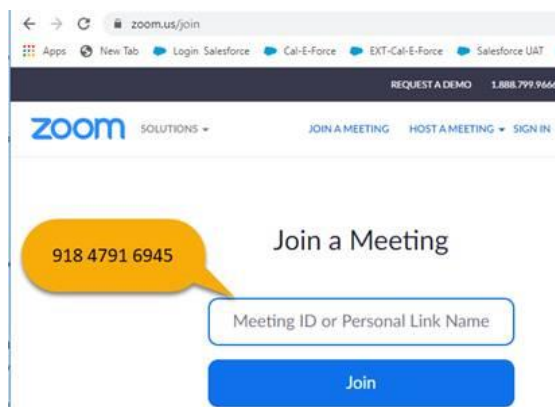 zoom.us/join
Apps New Tab Login Salesforce Cal-E-Force EXT-Cal-E-Force Salesforce UAT
REQUEST A DEMO 1.888.799.9666
zoom SOLUTIONS JOIN A MEETING HOST A MEETING SIGN IN
Join a Meeting
918 4791 6945
Meeting ID or Personal Link Name
Join